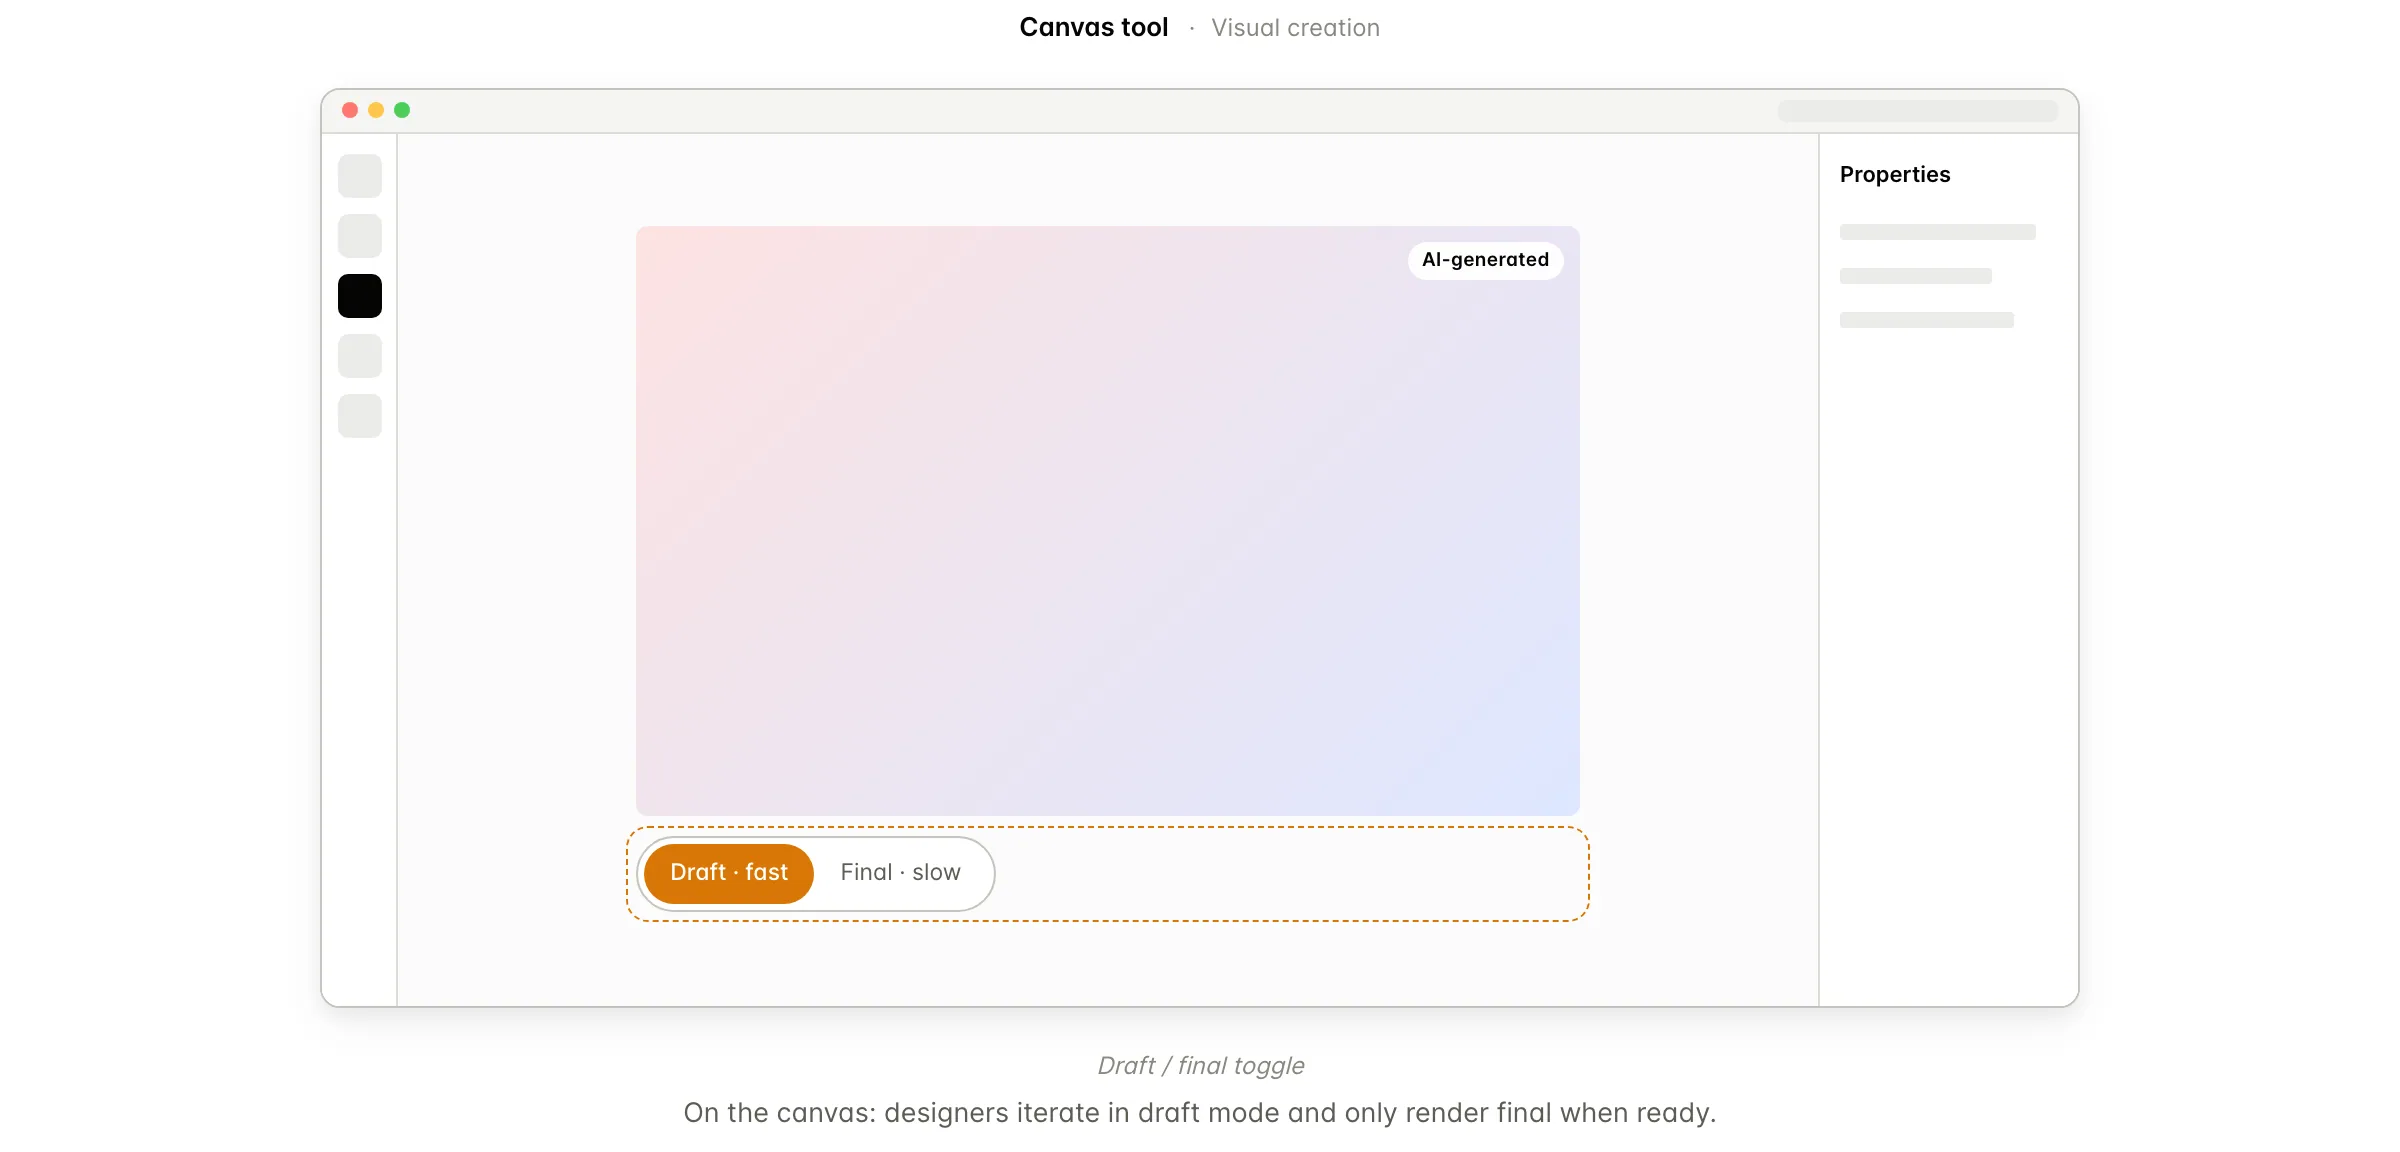 Canvas tool · Visual creation
Properties
AI-generated
Draft · fast
Final · slow
Draft / final toggle
On the canvas: designers iterate in draft mode and only render final when ready.